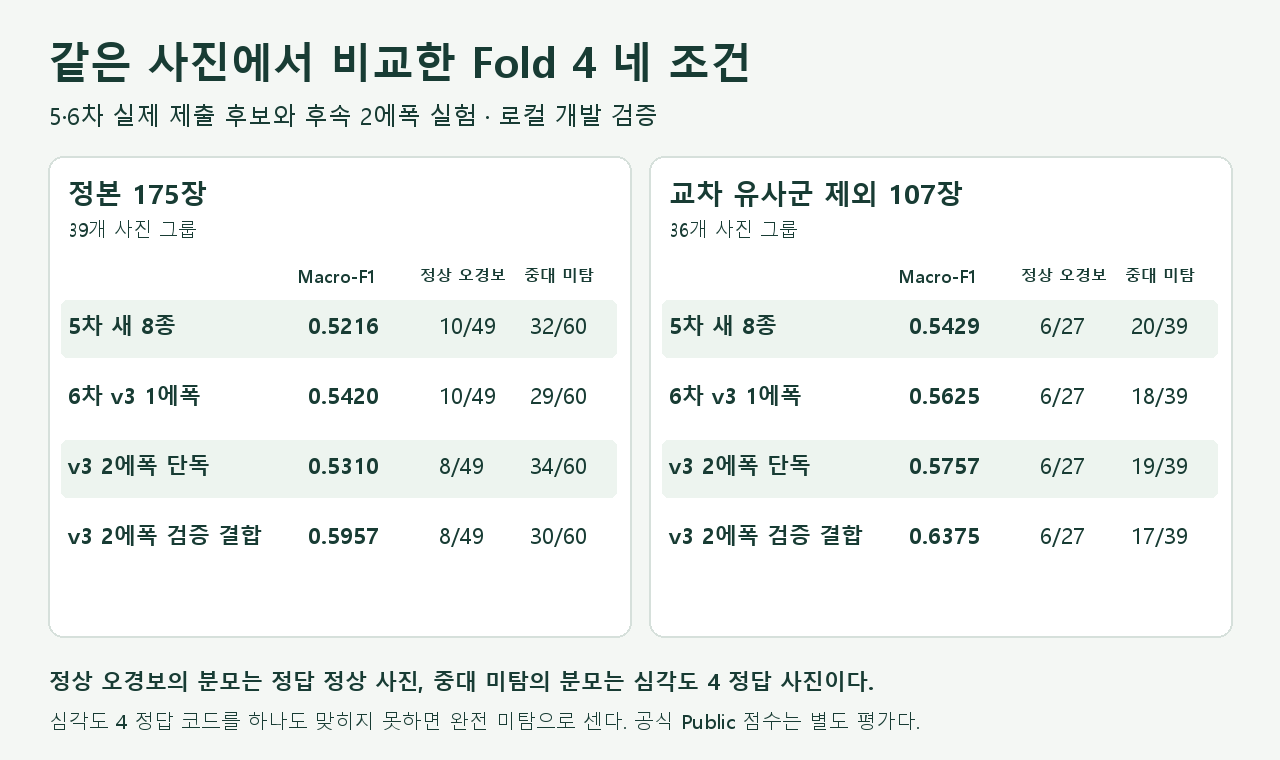 같은 사진에서 비교한 Fold 4 네 조건
5·6차 실제 제출 후보와 후속 2에폭 실험 · 로컬 개발 검증
정본 175장
39개 사진 그룹
Macro-F1 정상 오경보 중대 미탐
5차 새 8종 0.5216 10/49 32/60
6차 v3 1에폭 0.5420 10/49 29/60
v3 2에폭 단독 0.5310 8/49 34/60
v3 2에폭 검증 결합 0.5957 8/49 30/60
교차 유사군 제외 107장
36개 사진 그룹
Macro-F1 정상 오경보 중대 미탐
5차 새 8종 0.5429 6/27 20/39
6차 v3 1에폭 0.5625 6/27 18/39
v3 2에폭 단독 0.5757 6/27 19/39
v3 2에폭 검증 결합 0.6375 6/27 17/39
정상 오경보의 분모는 정답 정상 사진, 중대 미탐의 분모는 심각도 4 정답 사진이다.
심각도 4 정답 코드를 하나도 맞히지 못하면 완전 미탐으로 센다. 공식 Public 점수는 별도 평가다.